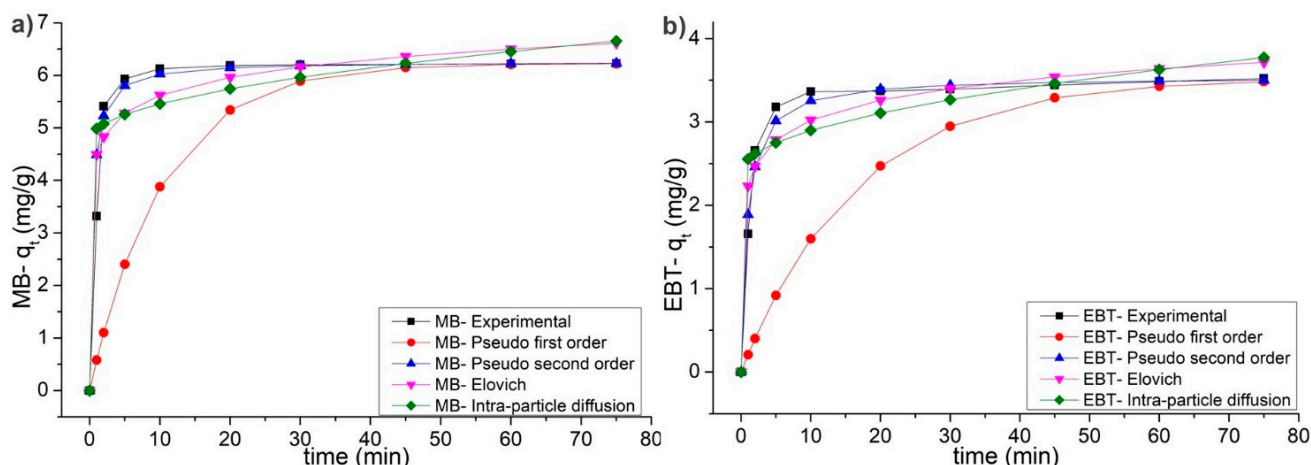 a)
MB- qt (mg/g)
7
6
5
4
3
2
1
0
0 10 20 30 40 50 60 70 80
time (min)
MB- Experimental
MB- Pseudo first order
MB- Pseudo second order
MB- Elovich
MB- Intra-particle diffusion
b)
EBT- qt (mg/g)
4
3
2
1
0
0 10 20 30 40 50 60 70 80
time (min)
EBT- Experimental
EBT- Pseudo first order
EBT- Pseudo second order
EBT- Elovich
EBT- Intra-particle diffusion